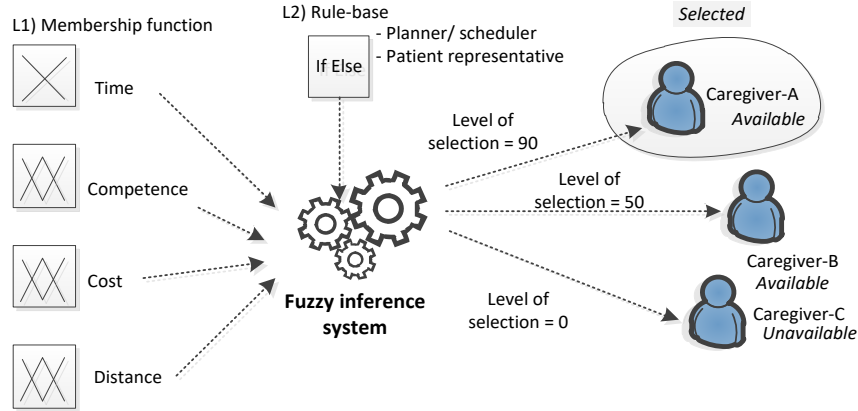 L1) Membership function
Time
Competence
Cost
Distance
L2) Rule-base
- Planner/ scheduler
- Patient representative
If Else
Fuzzy inference
system
Level of
selection = 90
Level of
selection = 50
Level of
selection = 0
Selected
Caregiver-A
Available
Caregiver-B
Available
Caregiver-C
Unavailable